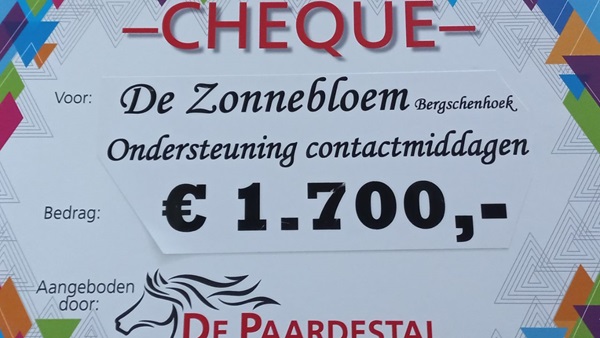 –CHEQUE–
Voor: De Zonnebloem Bergschenhoek
Ondersteuning contactmiddagen
Bedrag: € 1.700,-
Aangeboden
door: DE PAARDESTAL